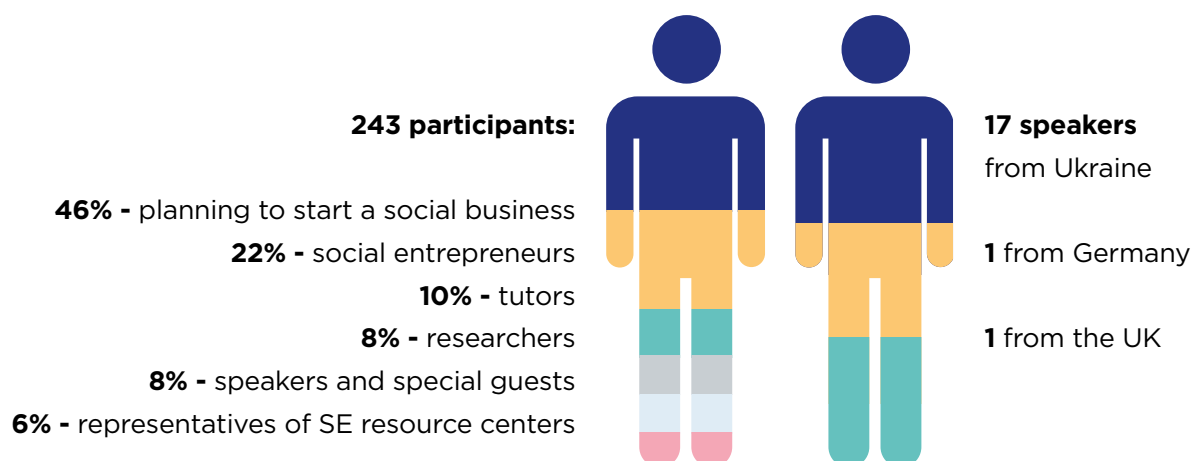 243 participants:
46% - planning to start a social business
22% - social entrepreneurs
10% - tutors
8% - researchers
8% - speakers and special guests
6% - representatives of SE resource centers
17 speakers
from Ukraine
1 from Germany
1 from the UK